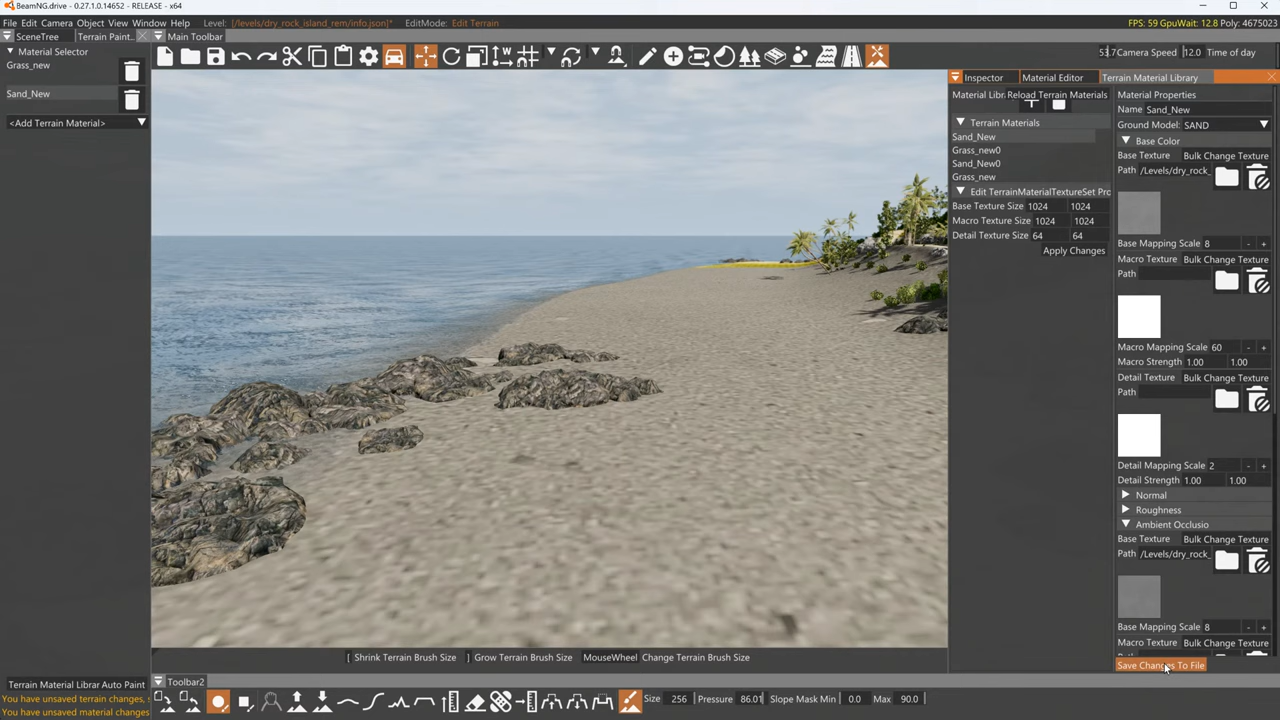 BeamNG.drive - 0.27.1.0.14652 - RELEASE - x64
File Edit Camera Object View Window Help Level: [/levels/dry_rock_island_rem/info.json]* EditMode: Edit Terrain
FPS: 59 GpuWait: 12.8 Poly: 4675023
SceneTree Terrain Paint.. Main Toolbar
Material Selector
Grass_new
Sand_New
<Add Terrain Material>
53.7 Camera Speed 12.0 Time of day
Inspector Material Editor Terrain Material Library
Material Libr Reload Terrain Materials
Terrain Materials
Sand_New
Grass_new0
Sand_New0
Grass_new
Edit TerrainMaterialTextureSet Pro
Base Texture Size 1024 1024
Macro Texture Size 1024 1024
Detail Texture Size 64 64
Apply Changes
Material Properties
Name Sand_New
Ground Model: SAND
Base Color
Base Texture Bulk Change Texture
Path /Levels/dry_rock_
Base Mapping Scale 8 - +
Macro Texture Bulk Change Texture
Path
Macro Mapping Scale 60 - +
Macro Strength 1.00 1.00
Detail Texture Bulk Change Texture
Path
Detail Mapping Scale 2 - +
Detail Strength 1.00 1.00
Normal
Roughness
Ambient Occlusio
Base Texture Bulk Change Texture
Path /Levels/dry_rock_
Base Mapping Scale 8 - +
Macro Texture Bulk Change Texture
Save Changes To File
[ Shrink Terrain Brush Size ] Grow Terrain Brush Size MouseWheel Change Terrain Brush Size
Terrain Material Librar Auto Paint
You have unsaved terrain changes,
You have unsaved material changes
Toolbar2
Size 256 Pressure 86.01 Slope Mask Min 0.0 Max 90.0